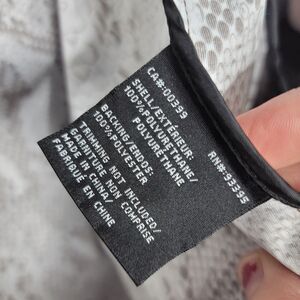 CA#:00399
RN#:93395
SHELL/EXTÉRIEUR:
100%POLYURETHANE/
POLYURÉTHANE
BACKING/ENDOS:
100%POLYESTER
TRIMMING NOT INCLUDED/
GARNITURE NON COMPRISE
MADE IN CHINA/
FABRIQUÉ EN CHINE